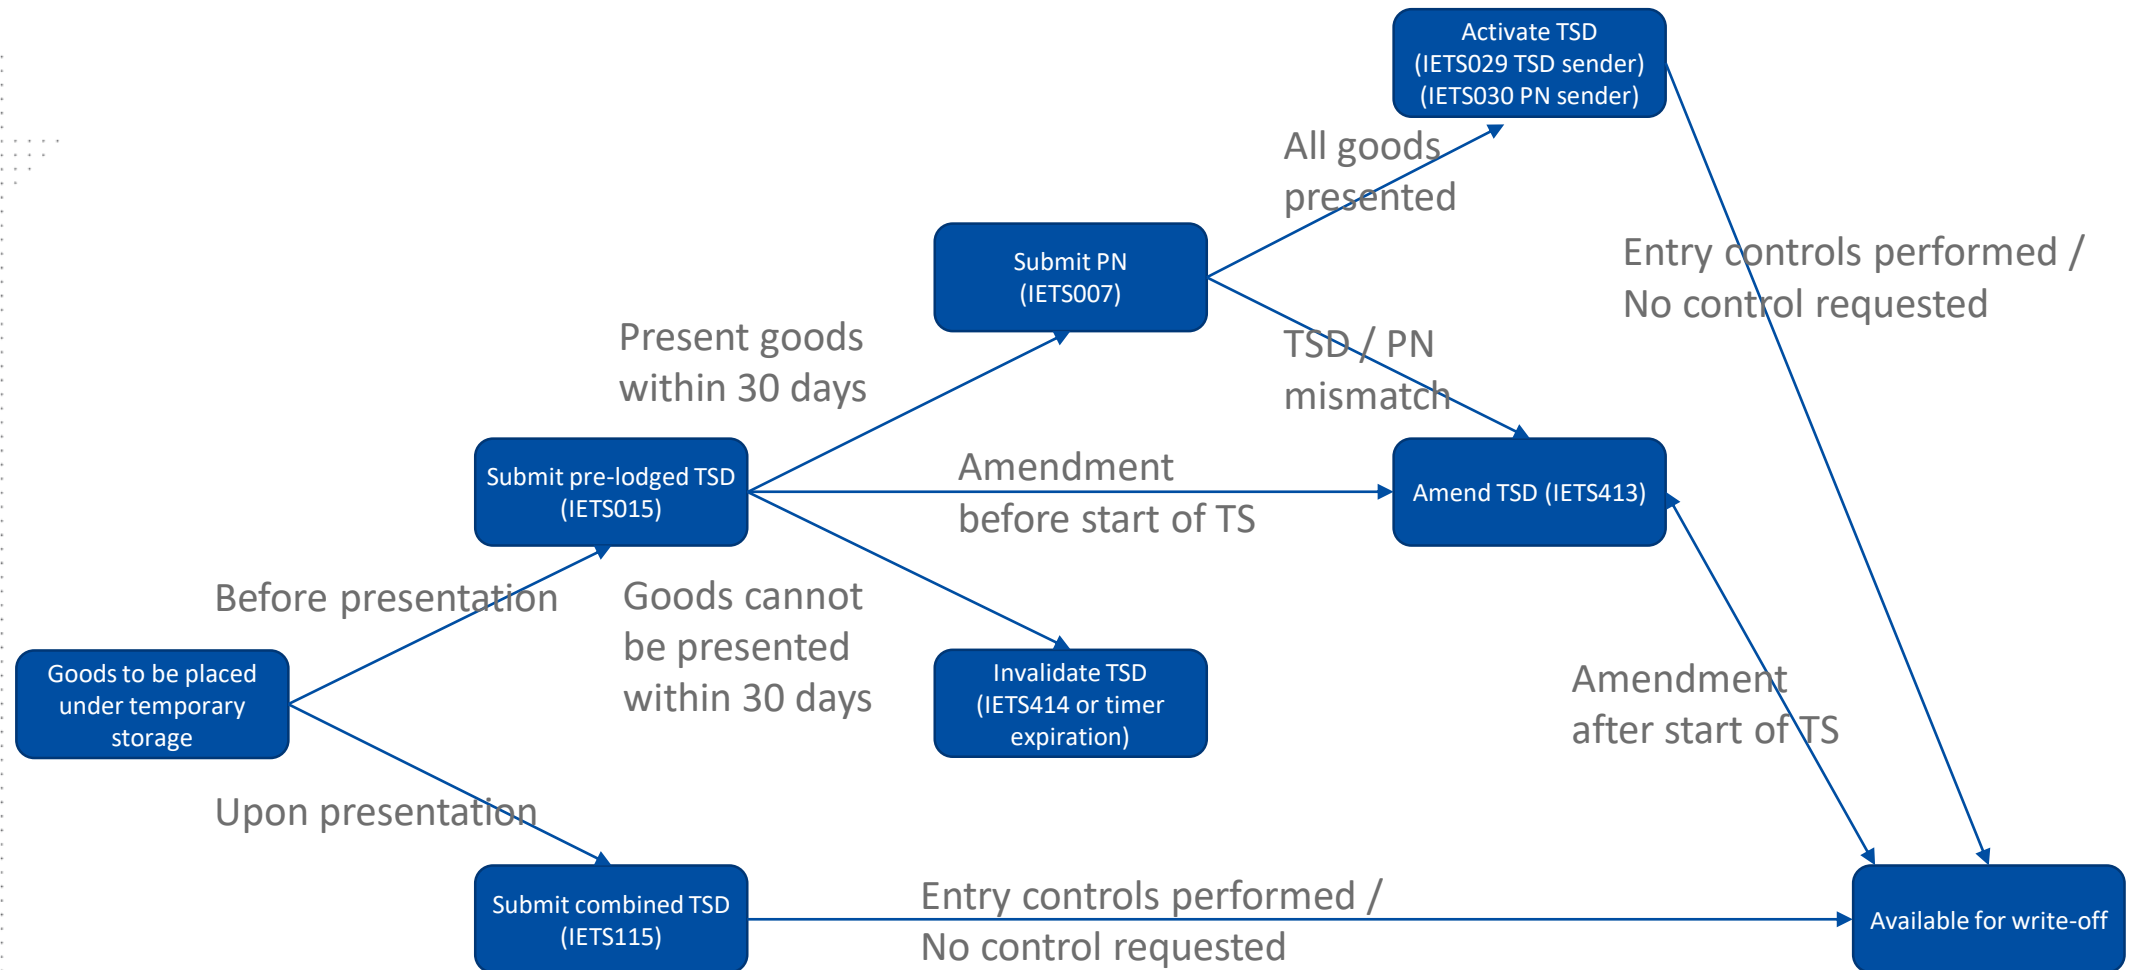 Activate TSD
(IETS029 TSD sender)
(IETS030 PN sender)
All goods
presented
Submit PN
(IETS007)
Entry controls performed /
No control requested
Present goods
within 30 days
TSD / PN
mismatch
Submit pre-lodged TSD
(IETS015)
Amendment
before start of TS
Amend TSD (IETS413)
Before presentation
Goods cannot
be presented
within 30 days
Goods to be placed
under temporary
storage
Invalidate TSD
(IETS414 or timer
expiration)
Amendment
after start of TS
Upon presentation
Submit combined TSD
(IETS115)
Entry controls performed /
No control requested
Available for write-off